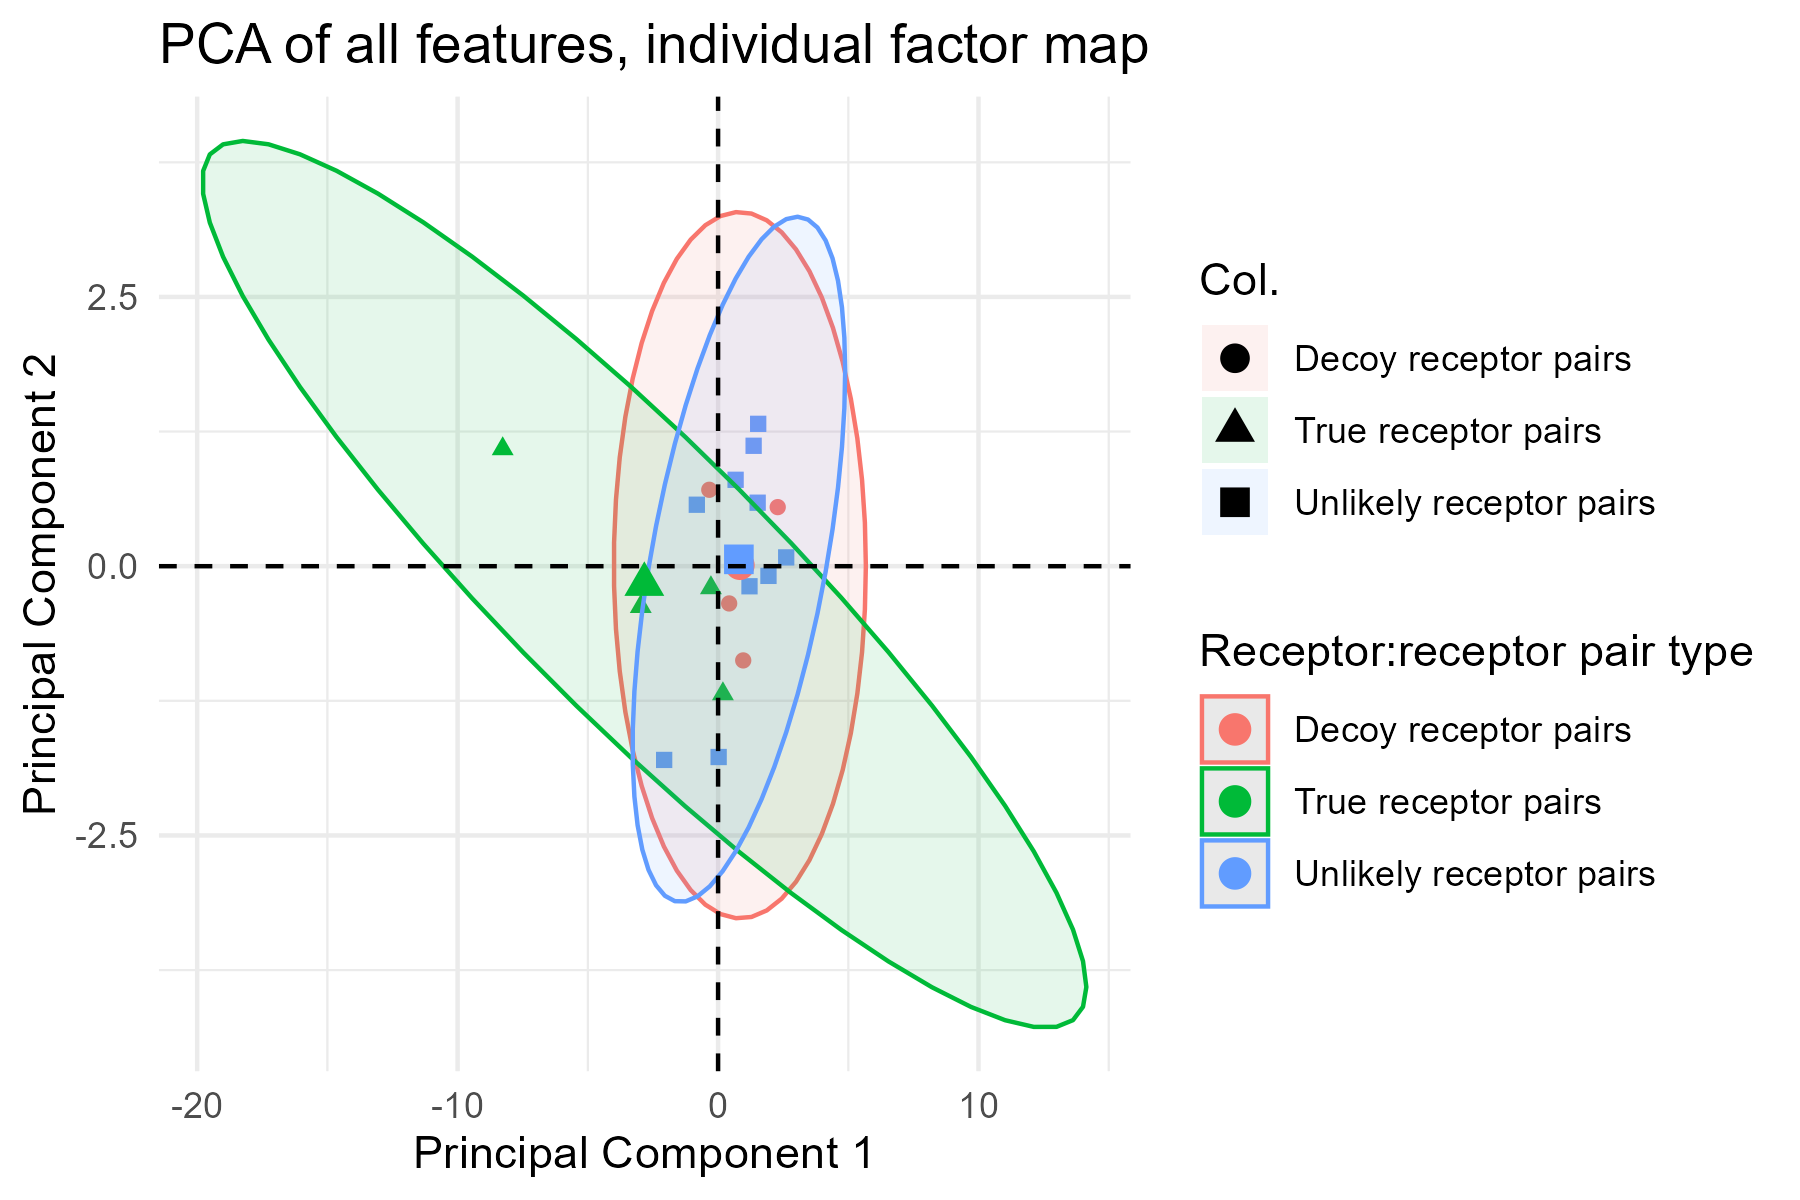 PCA of all features, individual factor map
2.5
0.0
-2.5
Principal Component 2
-20
-10
0
10
Principal Component 1
Col.
Decoy receptor pairs
True receptor pairs
Unlikely receptor pairs
Receptor:receptor pair type
Decoy receptor pairs
True receptor pairs
Unlikely receptor pairs